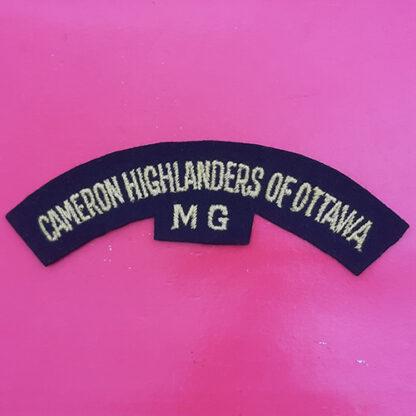 CAMERON HIGHLANDERS OF OTTAWA
MG